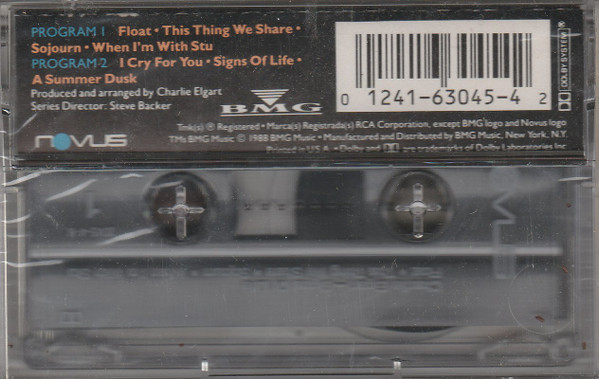 PROGRAM 1 Float • This Thing We Share •
Sojourn • When I'm With Stu
PROGRAM-2 I Cry For You • Signs Of Life •
A Summer Dusk
Produced and arranged by Charlie Elgart
Series Director: Steve Backer
NOVUS
BMG
0 1241-63045-4 2
DOLBY SYSTEM®
Tmk(s) ® Registered • Marca(s) Registrada(s) RCA Corporation, except BMG logo and Novus logo
TMs BMG Music © 1988 BMG Music • Manufactured and Distributed by BMG Music, New York, N.Y.
Printed in U.S.A. • Dolby and are trademarks of Dolby Laboratories Inc
1